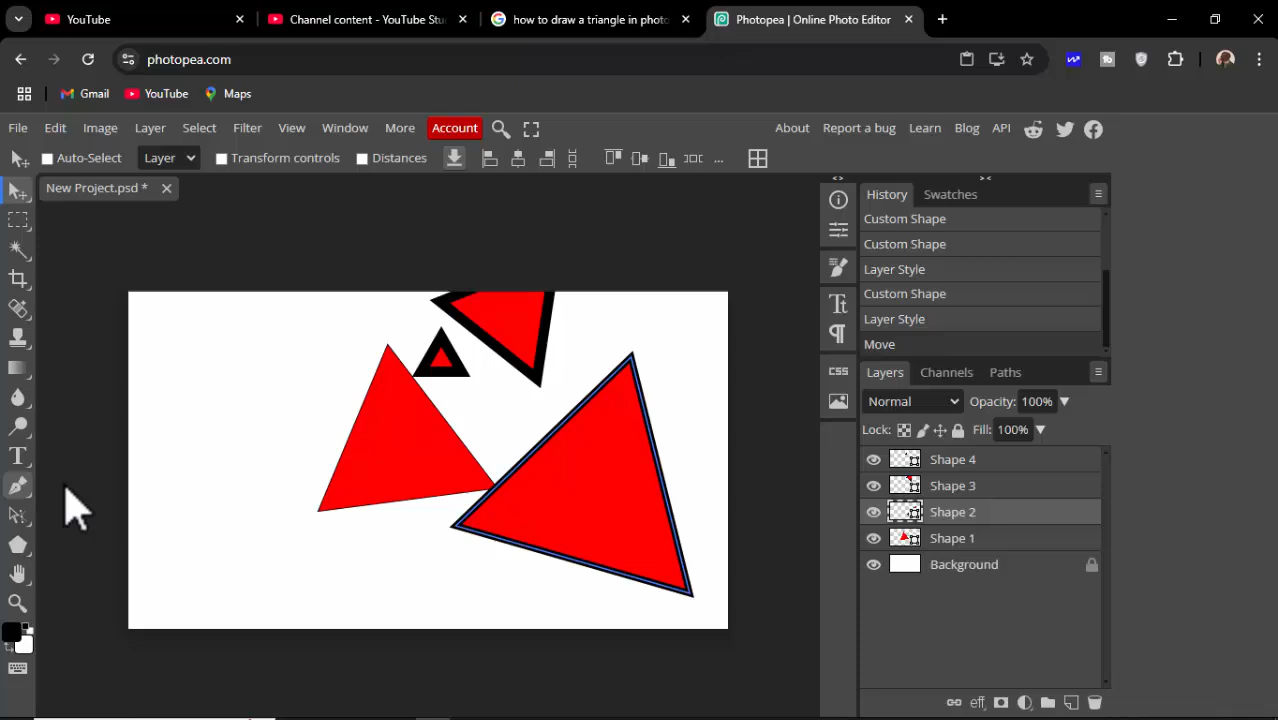 YouTube
Channel content - YouTube Stu
how to draw a triangle in photo
Photopea | Online Photo Editor
photopea.com
Gmail
YouTube
Maps
File Edit Image Layer Select Filter View Window More Account
About Report a bug Learn Blog API
Auto-Select Layer Transform controls Distances ...
New Project.psd *
History Swatches
Custom Shape
Custom Shape
Layer Style
Custom Shape
Layer Style
Move
Layers Channels Paths
Normal Opacity: 100%
Lock: Fill: 100%
Shape 4
Shape 3
Shape 2
Shape 1
Background
CSS
eff